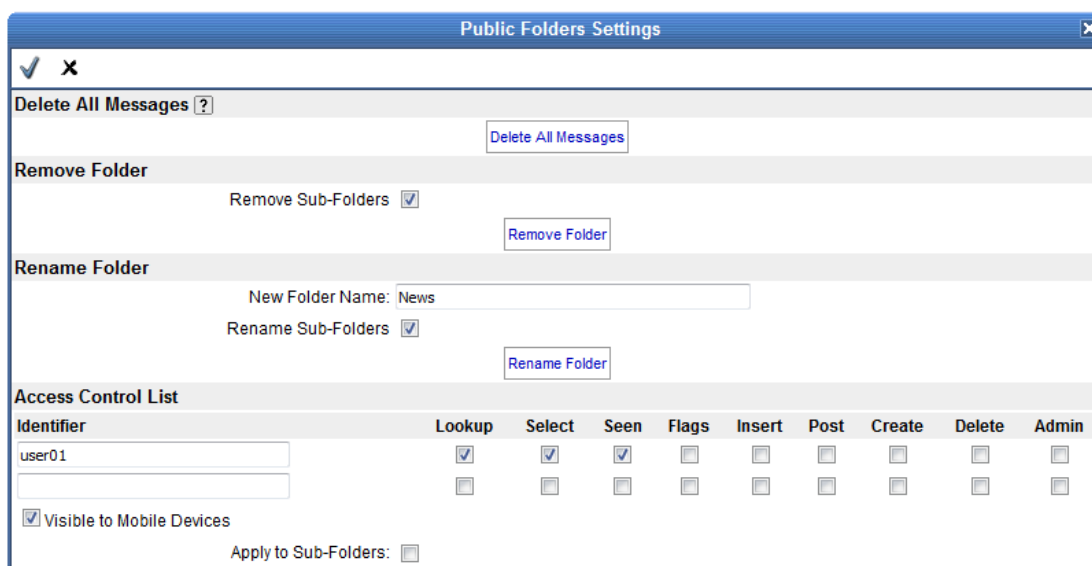 Public Folders Settings
Delete All Messages ?
Delete All Messages
Remove Folder
Remove Sub-Folders
Remove Folder
Rename Folder
New Folder Name: News
Rename Sub-Folders
Rename Folder
Access Control List
Identifier Lookup Select Seen Flags Insert Post Create Delete Admin
user01
Visible to Mobile Devices
Apply to Sub-Folders: